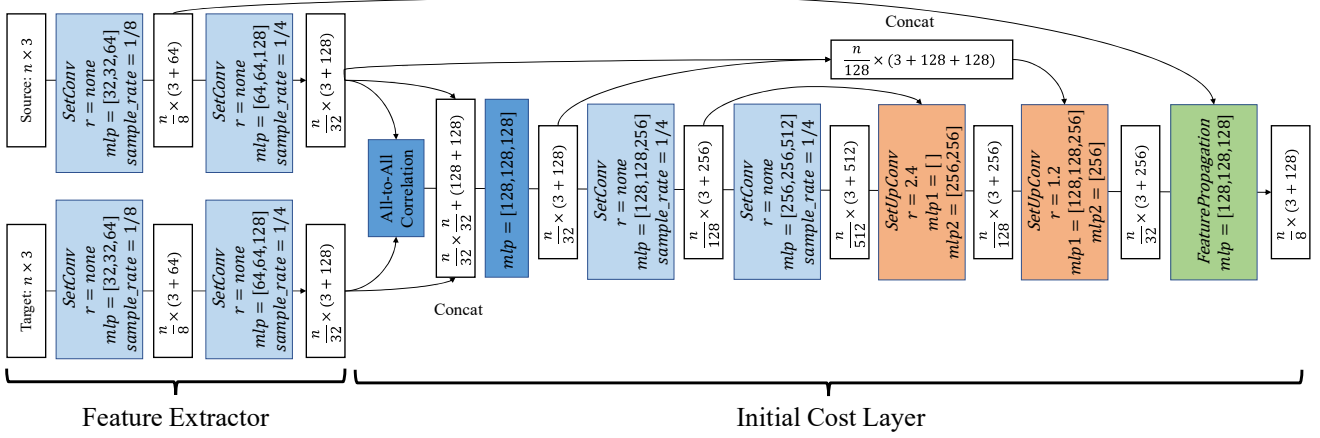 Source: n × 3
SetConv
r = none
mlp = [32,32,64]
sample_rate = 1/8
n/8 × (3 + 64)
SetConv
r = none
mlp = [64,64,128]
sample_rate = 1/4
n/32 × (3 + 128)
Target: n × 3
SetConv
r = none
mlp = [32,32,64]
sample_rate = 1/8
n/8 × (3 + 64)
SetConv
r = none
mlp = [64,64,128]
sample_rate = 1/4
n/32 × (3 + 128)
All-to-All
Correlation
n/32 × n/32 + (128 + 128)
Concat
mlp = [128,128,128]
n/32 × (3 + 128)
SetConv
r = none
mlp = [128,128,256]
sample_rate = 1/4
n/128 × (3 + 256)
SetConv
r = none
mlp = [256,256,512]
sample_rate = 1/4
n/512 × (3 + 512)
Concat
n/128 × (3 + 128 + 128)
SetUpConv
r = 2.4
mlp1 = [ ]
mlp2 = [256,256]
n/128 × (3 + 256)
SetUpConv
r = 1.2
mlp1 = [128,128,256]
mlp2 = [256]
n/32 × (3 + 256)
FeaturePropagation
mlp = [128,128,128]
n/8 × (3 + 128)
Feature Extractor
Initial Cost Layer